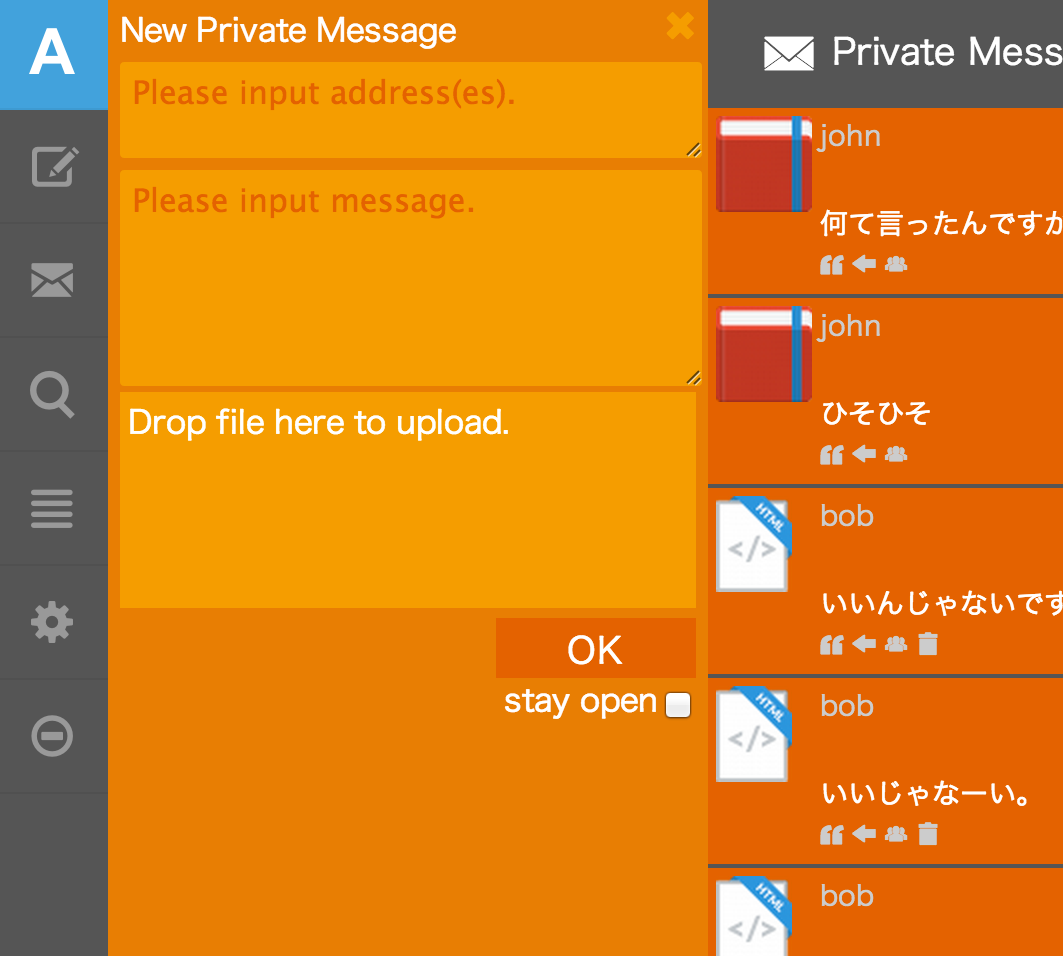 A
New Private Message
Please input address(es).
Please input message.
Drop file here to upload.
OK
stay open
Private Mess
john
何て言ったんですか
john
ひそひそ
bob
HTML
</>
いいんじゃないです
bob
HTML
</>
いいじゃなーい。
bob
HTML
</>